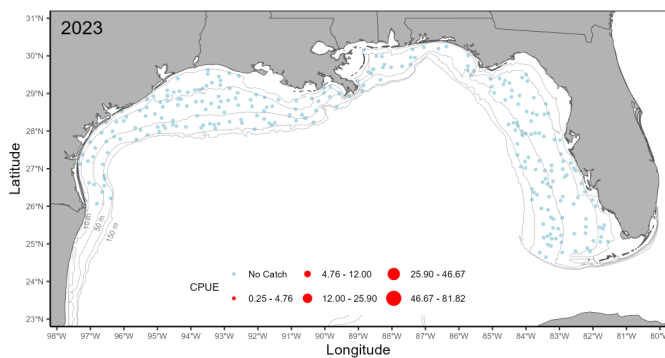 2023
31°N
30°N
29°N
28°N
27°N
26°N
25°N
24°N
23°N
Latitude
10 m
50 m
150 m
CPUE
No Catch
4.76 - 12.00
25.90 - 46.67
0.25 - 4.76
12.00 - 25.90
46.67 - 81.82
98°W 97°W 96°W 95°W 94°W 93°W 92°W 91°W 90°W 89°W 88°W 87°W 86°W 85°W 84°W 83°W 82°W 81°W
Longitude